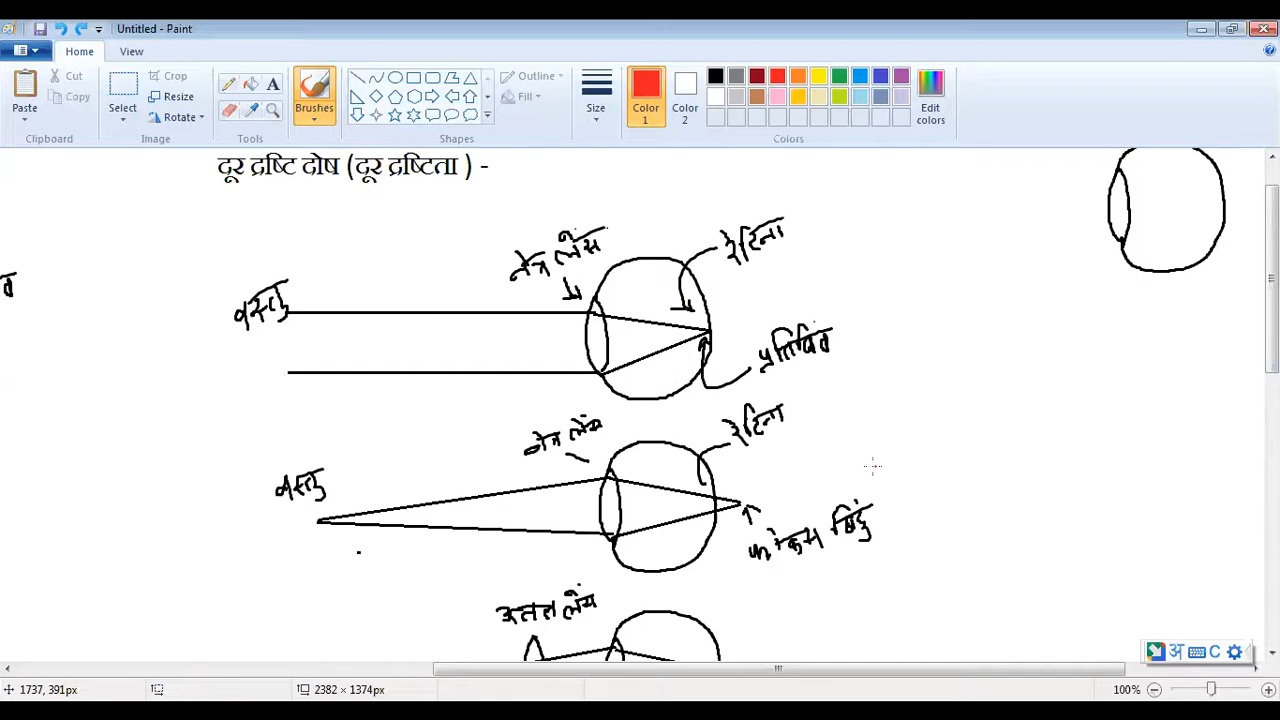 Untitled - Paint
Home View
Paste
Cut
Copy
Clipboard
Select
Crop
Resize
Rotate
Image
Tools
Brushes
Shapes
Outline
Fill
Size
Color 1
Color 2
Edit colors
Colors
दूर द्रष्टि दोष (दूर द्रष्टिता ) -
व
नेत्र लेंस
रेटिना
वस्तु
प्रतिबिंब
नेत्र लेंस
रेटिना
वस्तु
फोकस बिंदु
उत्तल लेंस
अ C
1737, 391px
2382 × 1374px
100%